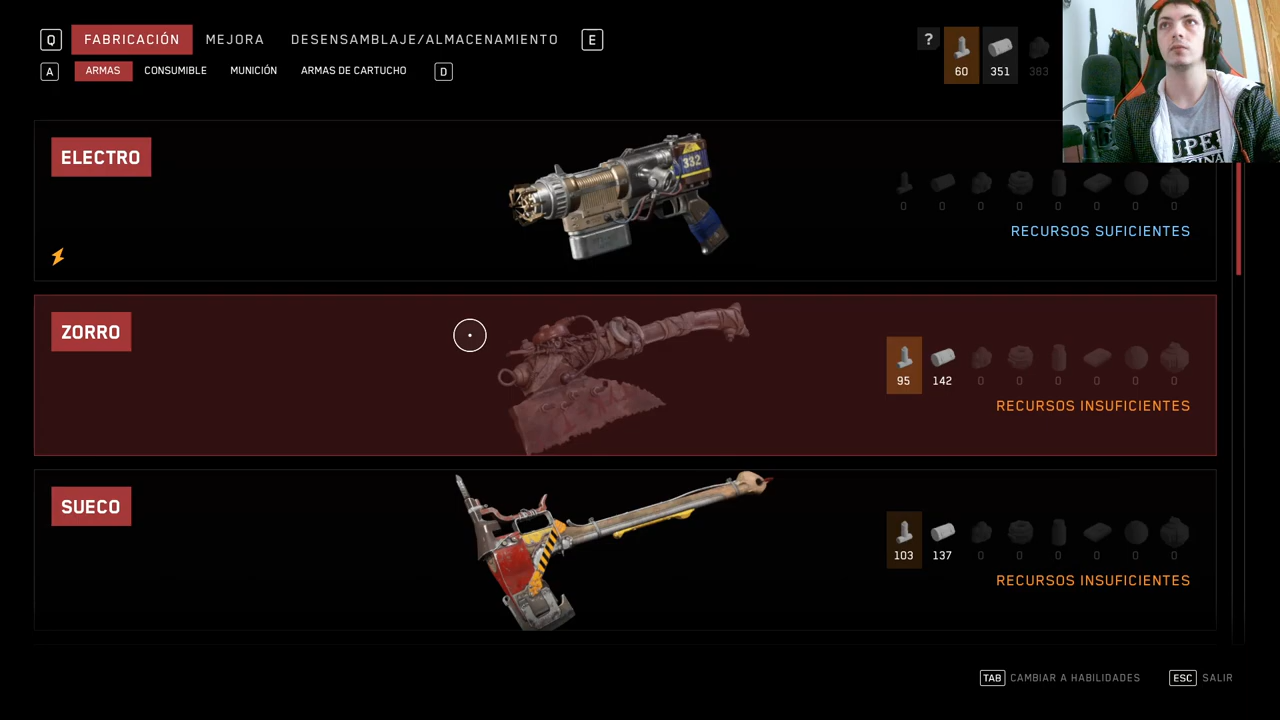 Q FABRICACIÓN MEJORA DESENSAMBLAJE/ALMACENAMIENTO E
A ARMAS CONSUMIBLE MUNICIÓN ARMAS DE CARTUCHO D
?
60 351 383
ELECTRO
332
0 0 0 0 0 0 0 0
RECURSOS SUFICIENTES
ZORRO
95 142 0 0 0 0 0 0
RECURSOS INSUFICIENTES
SUECO
103 137 0 0 0 0 0 0
RECURSOS INSUFICIENTES
TAB CAMBIAR A HABILIDADES ESC SALIR